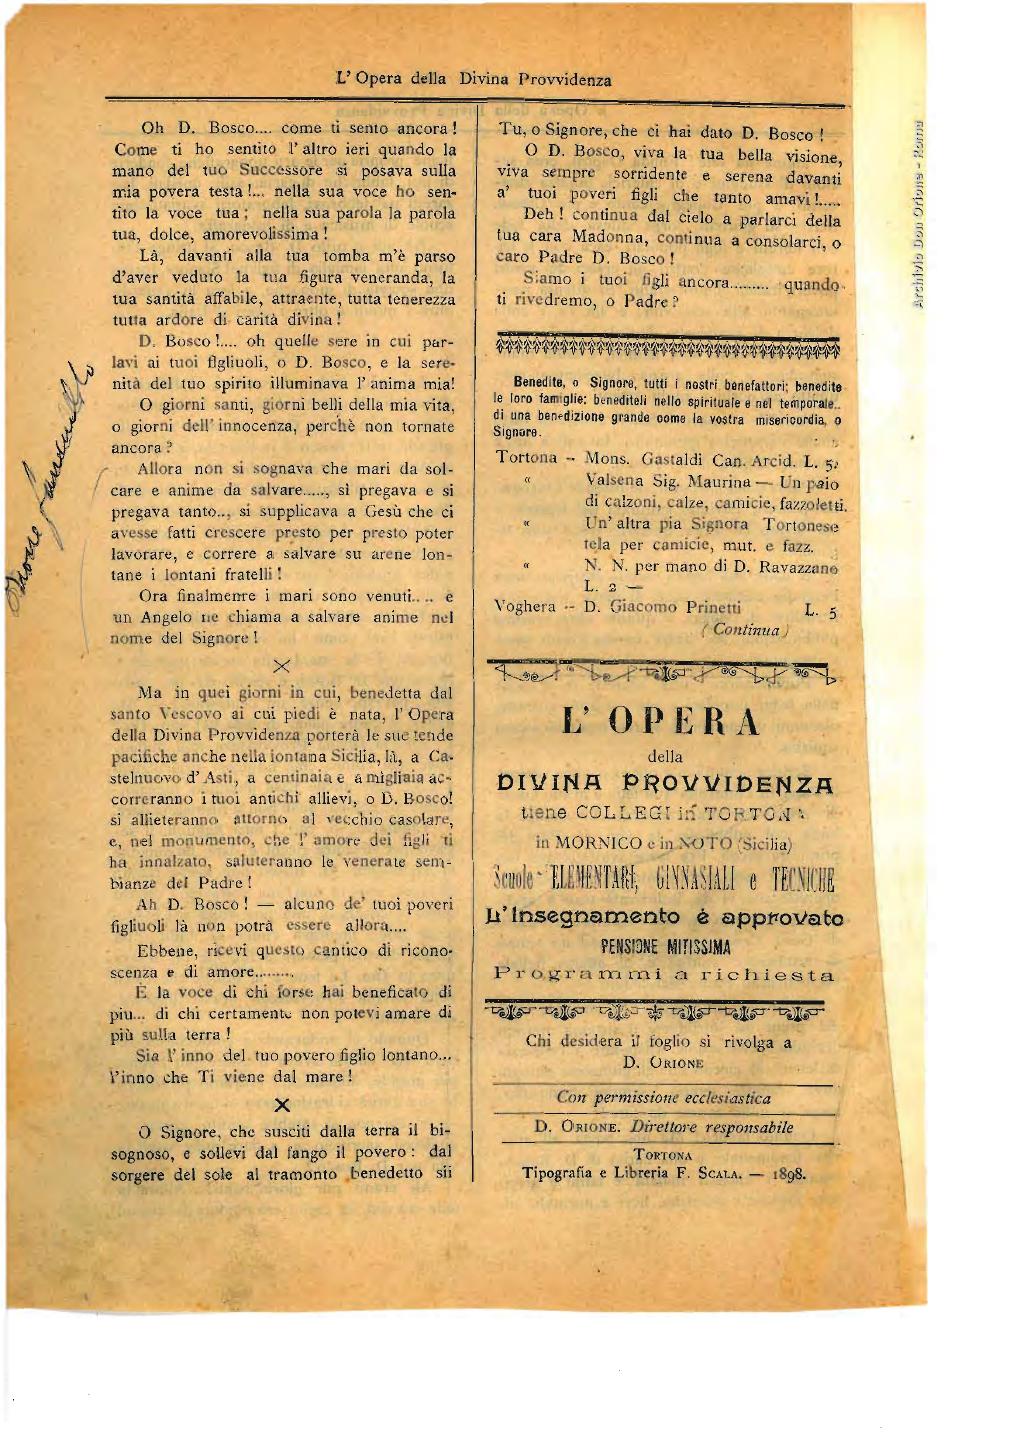 L' Opera della Divina Provvidenza
Oh D. Bosco.... come ti sento ancora !
Come ti ho sentito l' altro ieri quando la
mano del tuo Successore si posava sulla
mia povera testa !... nella sua voce ho sen-
tito la voce tua ; nella sua parola la parola
tua, dolce, amorevolissima !
Là, davanti alla tua tomba m'è parso
d'aver veduto la tua figura veneranda, la
tua santità affabile, attraente, tutta tenerezza
tutta ardore di carità divina !
D. Bosco !.... oh quelle sere in cui par-
lavi ai tuoi figliuoli, o D. Bosco, e la sere-
nità del tuo spirito illuminava l' anima mia!
O giorni santi, giorni belli della mia vita,
o giorni dell' innocenza, perchè non tornate
ancora ?
Allora non si sognava che mari da sol-
care e anime da salvare....., si pregava e si
pregava tanto.., si supplicava a Gesù che ci
avesse fatti crescere presto per presto poter
lavorare, e correre a salvare su arene lon-
tane i lontani fratelli !
Ora finalmente i mari sono venuti.. .. e
un Angelo ne chiama a salvare anime nel
nome del Signore !
×
Ma in quei giorni in cui, benedetta dal
santo Vescovo ai cui piedi è nata, l' Opera
della Divina Provvidenza porterà le sue tende
pacifiche anche nella lontana Sicilia, là, a Ca-
stelnuovo d' Asti, a centinaia e a migliaia ac-
correranno i tuoi antichi allievi, o D. Bosco!
si allieteranno attorno al vecchio casolare,
e, nel monumento, che l' amore dei figli ti
ha innalzato, saluteranno le venerate sem-
bianze del Padre !
Ah D. Bosco ! — alcuno de' tuoi poveri
figliuoli là non potrà essere allora....
Ebbene, ricevi questo cantico di ricono-
scenza e di amore.........
È la voce di chi forse hai beneficato di
piu... di chi certamente non potevi amare di
più sulla terra !
Sia l' inno del tuo povero figlio lontano...
l'inno che Ti viene dal mare !
×
O Signore, che susciti dalla terra il bi-
sognoso, e sollevi dal fango il povero : dal
sorgere del sole al tramonto benedetto sii
Tu, o Signore, che ci hai dato D. Bosco !
O D. Bosco, viva la tua bella visione,
viva sempre sorridente e serena davanti
a' tuoi poveri figli che tanto amavi !.....
Deh ! continua dal cielo a parlarci della
tua cara Madonna, continua a consolarci, o
caro Padre D. Bosco !
Siamo i tuoi figli ancora......... quando
ti rivedremo, o Padre ?
Benedite, o Signore, tutti i nostri benefattori; benedite
le loro famiglie; benediteli nello spirituale e nel temporale..
di una benedizione grande come la vostra misericordia, o
Signore.
Tortona -- Mons. Gastaldi Can. Arcid. L. 5.
« Valsena Sig. Maurina — Un paio
di calzoni, calze, camicie, fazzoletti.
« Un' altra pia Signora Tortonese
tela per camicie, mut. e fazz.
« N. N. per mano di D. Ravazzano
L. 2 —
Voghera -- D. Giacomo Prinetti L. 5
( Continua )
L' OPERA
della
DIVINA PROVVIDENZA
tiene COLLEGI in TORTONA
in MORNICO e in NOTO (Sicilia)
Scuole ELEMENTARI, GINNASIALI e TECNICHE
L' Insegnamento è approvato
PENSIONE MITISSIMA
Programmi a richiesta
Chi desidera il foglio si rivolga a
D. ORIONE
Con permissione ecclesiastica
D. ORIONE. Direttore responsabile
TORTONA
Tipografia e Libreria F. SCALA. — 1898.
Archivio Don Orione - Roma